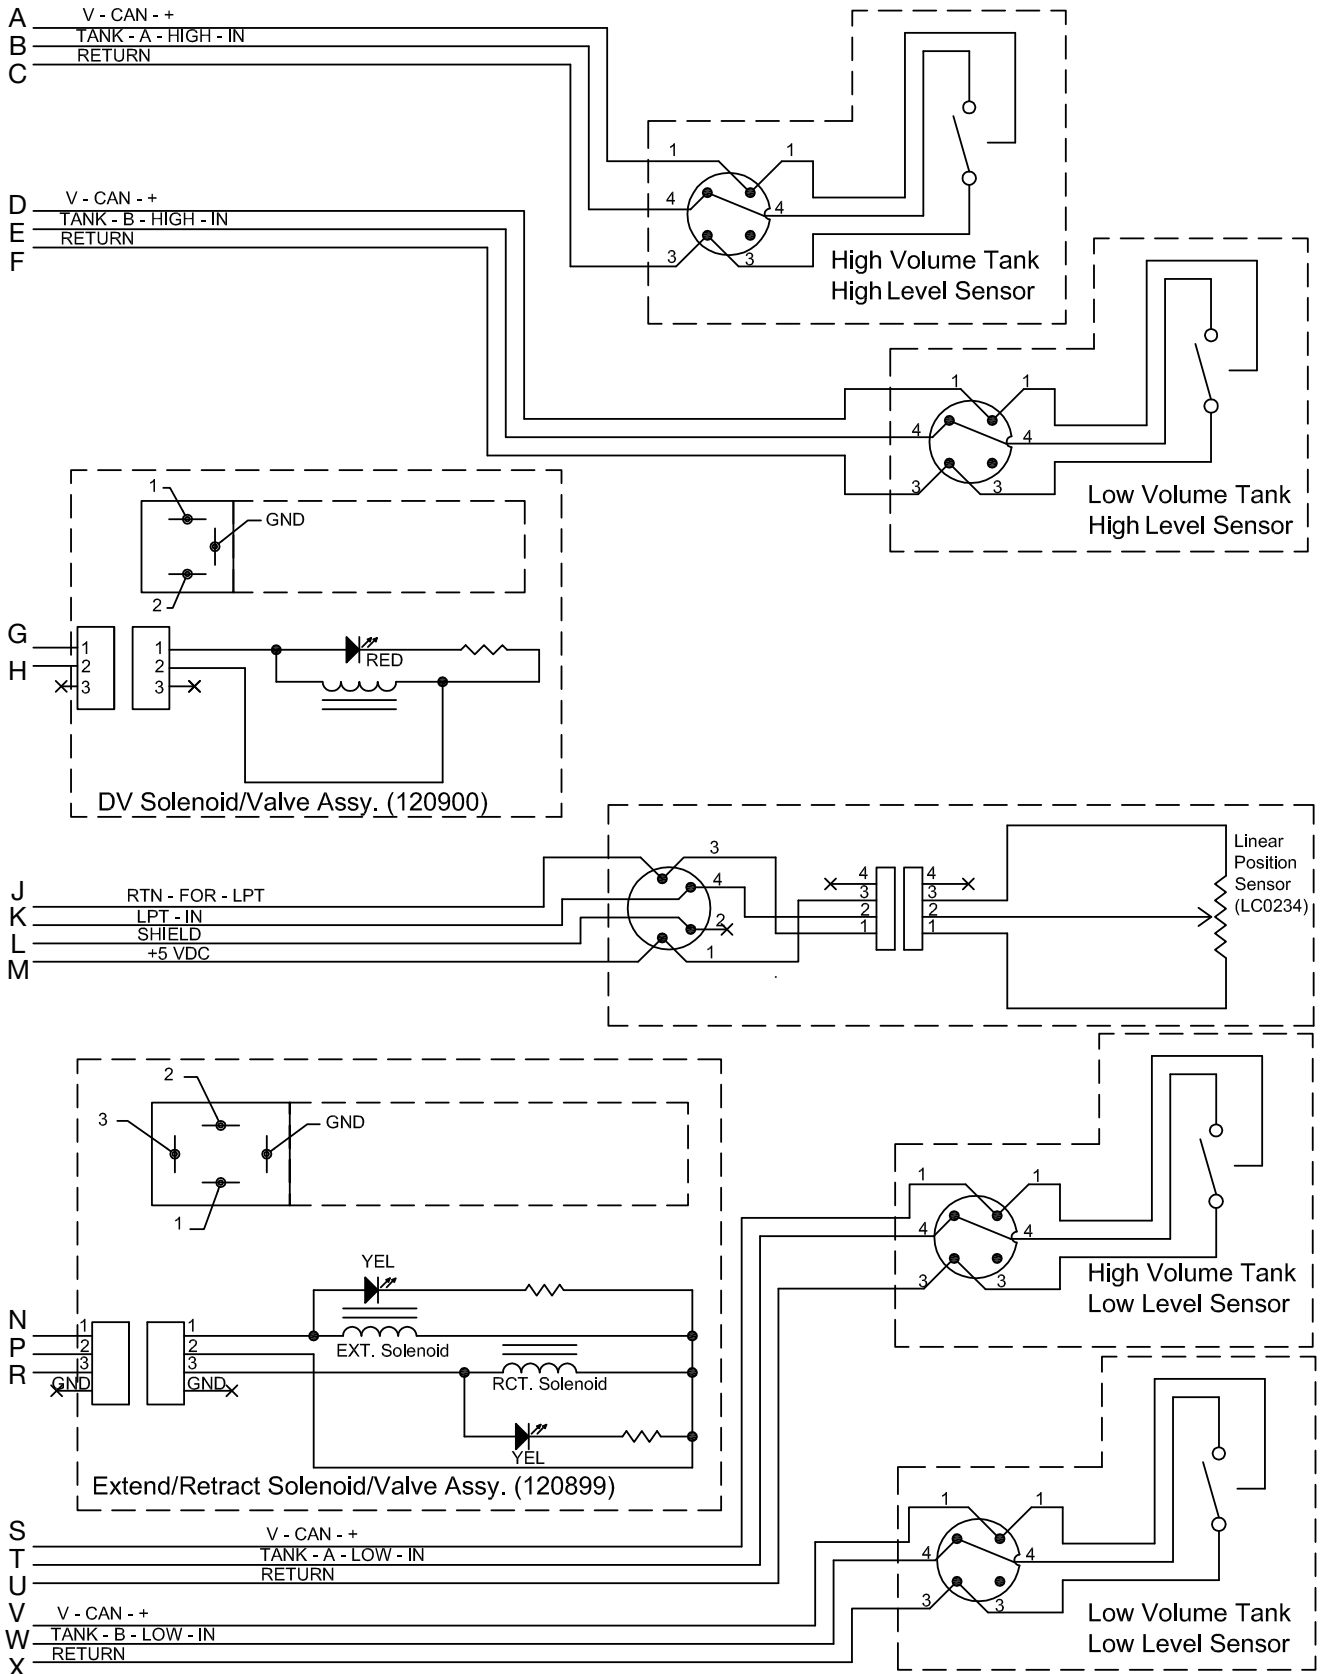 A
V - CAN - +
B
TANK - A - HIGH - IN
C
RETURN
1
1
4
4
3
3
High Volume Tank
High Level Sensor
D
V - CAN - +
E
TANK - B - HIGH - IN
F
RETURN
1
1
4
4
3
3
Low Volume Tank
High Level Sensor
1
GND
2
G
H
1
2
3
1
2
3
RED
DV Solenoid/Valve Assy. (120900)
J
RTN - FOR - LPT
K
LPT - IN
L
SHIELD
M
+5 VDC
3
4
2
1
4
3
2
1
4
3
2
1
Linear
Position
Sensor
(LC0234)
2
3
GND
1
N
P
R
1
2
3
GND
1
2
3
GND
YEL
EXT. Solenoid
RCT. Solenoid
YEL
Extend/Retract Solenoid/Valve Assy. (120899)
1
1
4
4
3
3
High Volume Tank
Low Level Sensor
S
V - CAN - +
T
TANK - A - LOW - IN
U
RETURN
V
V - CAN - +
W
TANK - B - LOW - IN
X
RETURN
1
1
4
4
3
3
Low Volume Tank
Low Level Sensor